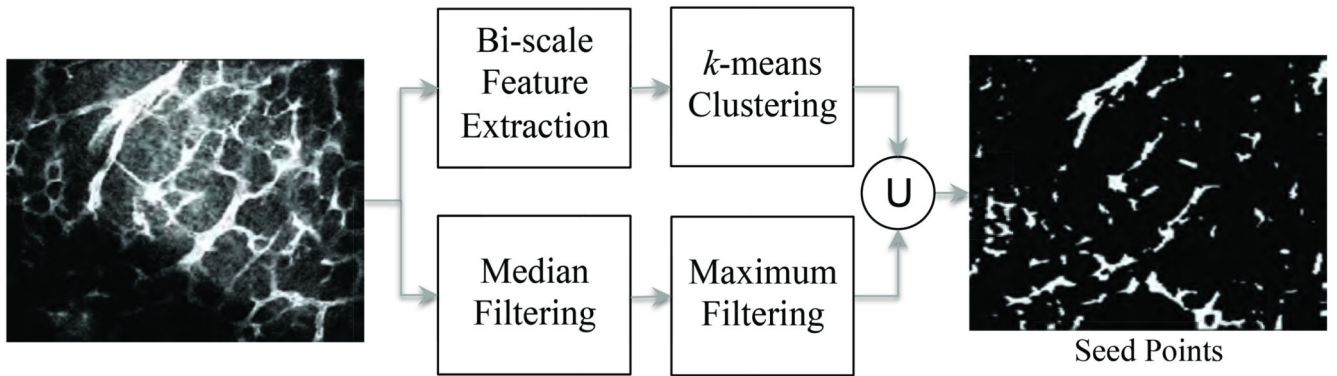 Bi-scale
Feature
Extraction
k-means
Clustering
U
Median
Filtering
Maximum
Filtering
Seed Points